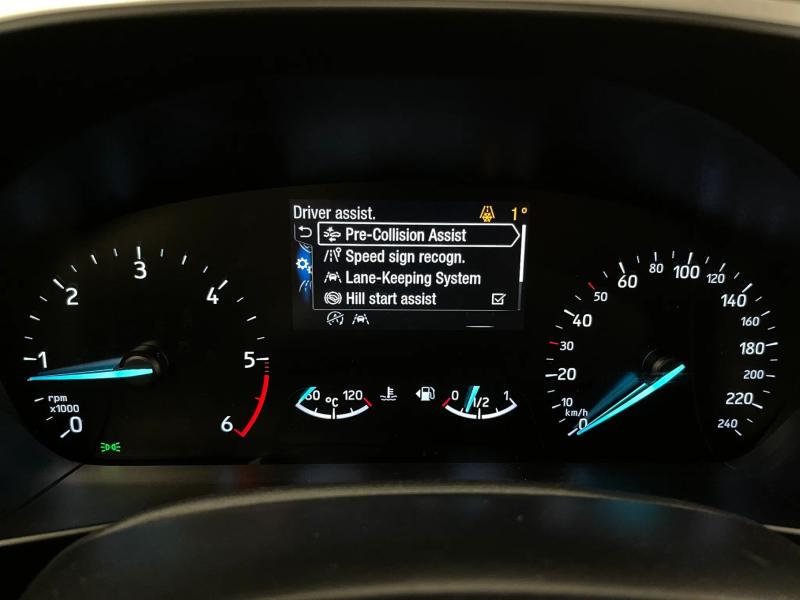 Driver assist. 1°
Pre-Collision Assist
Speed sign recogn.
Lane-Keeping System
Hill start assist
0 1 2 3 4 5 6
rpm
x1000
60 °C 120
0 1/2 1
0 10 20 30 40 50 60 80 100 120 140 160 180 200 220 240
km/h